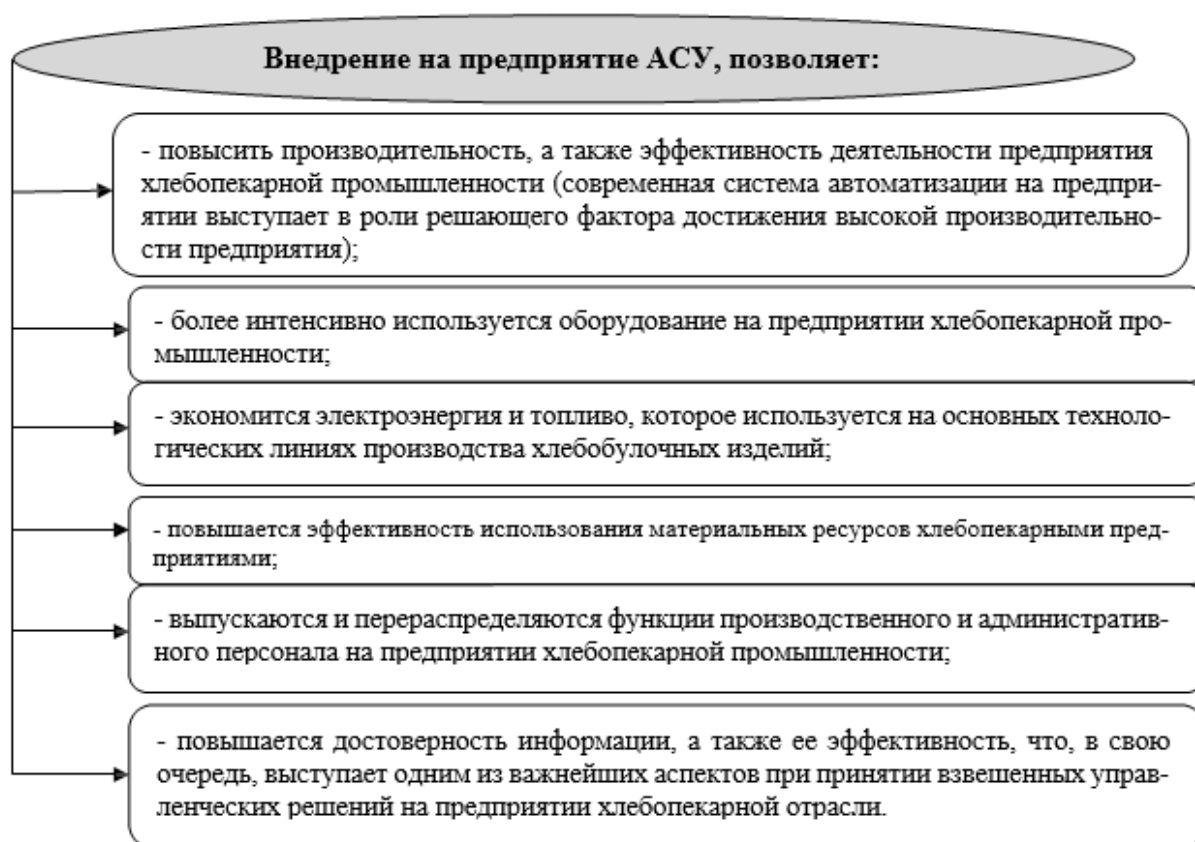 Внедрение на предприятие АСУ, позволяет:
- повысить производительность, а также эффективность деятельности предприятия
хлебопекарной промышленности (современная система автоматизации на предпри-
ятии выступает в роли решающего фактора достижения высокой производительно-
сти предприятия);
- более интенсивно используется оборудование на предприятии хлебопекарной про-
мышленности;
- экономится электроэнергия и топливо, которое используется на основных техноло-
гических линиях производства хлебобулочных изделий;
- повышается эффективность использования материальных ресурсов хлебопекарными пред-
приятиями;
- выпускаются и перераспределяются функции производственного и административ-
ного персонала на предприятии хлебопекарной промышленности;
- повышается достоверность информации, а также ее эффективность, что, в свою
очередь, выступает одним из важнейших аспектов при принятии взвешенных управ-
ленческих решений на предприятии хлебопекарной отрасли.